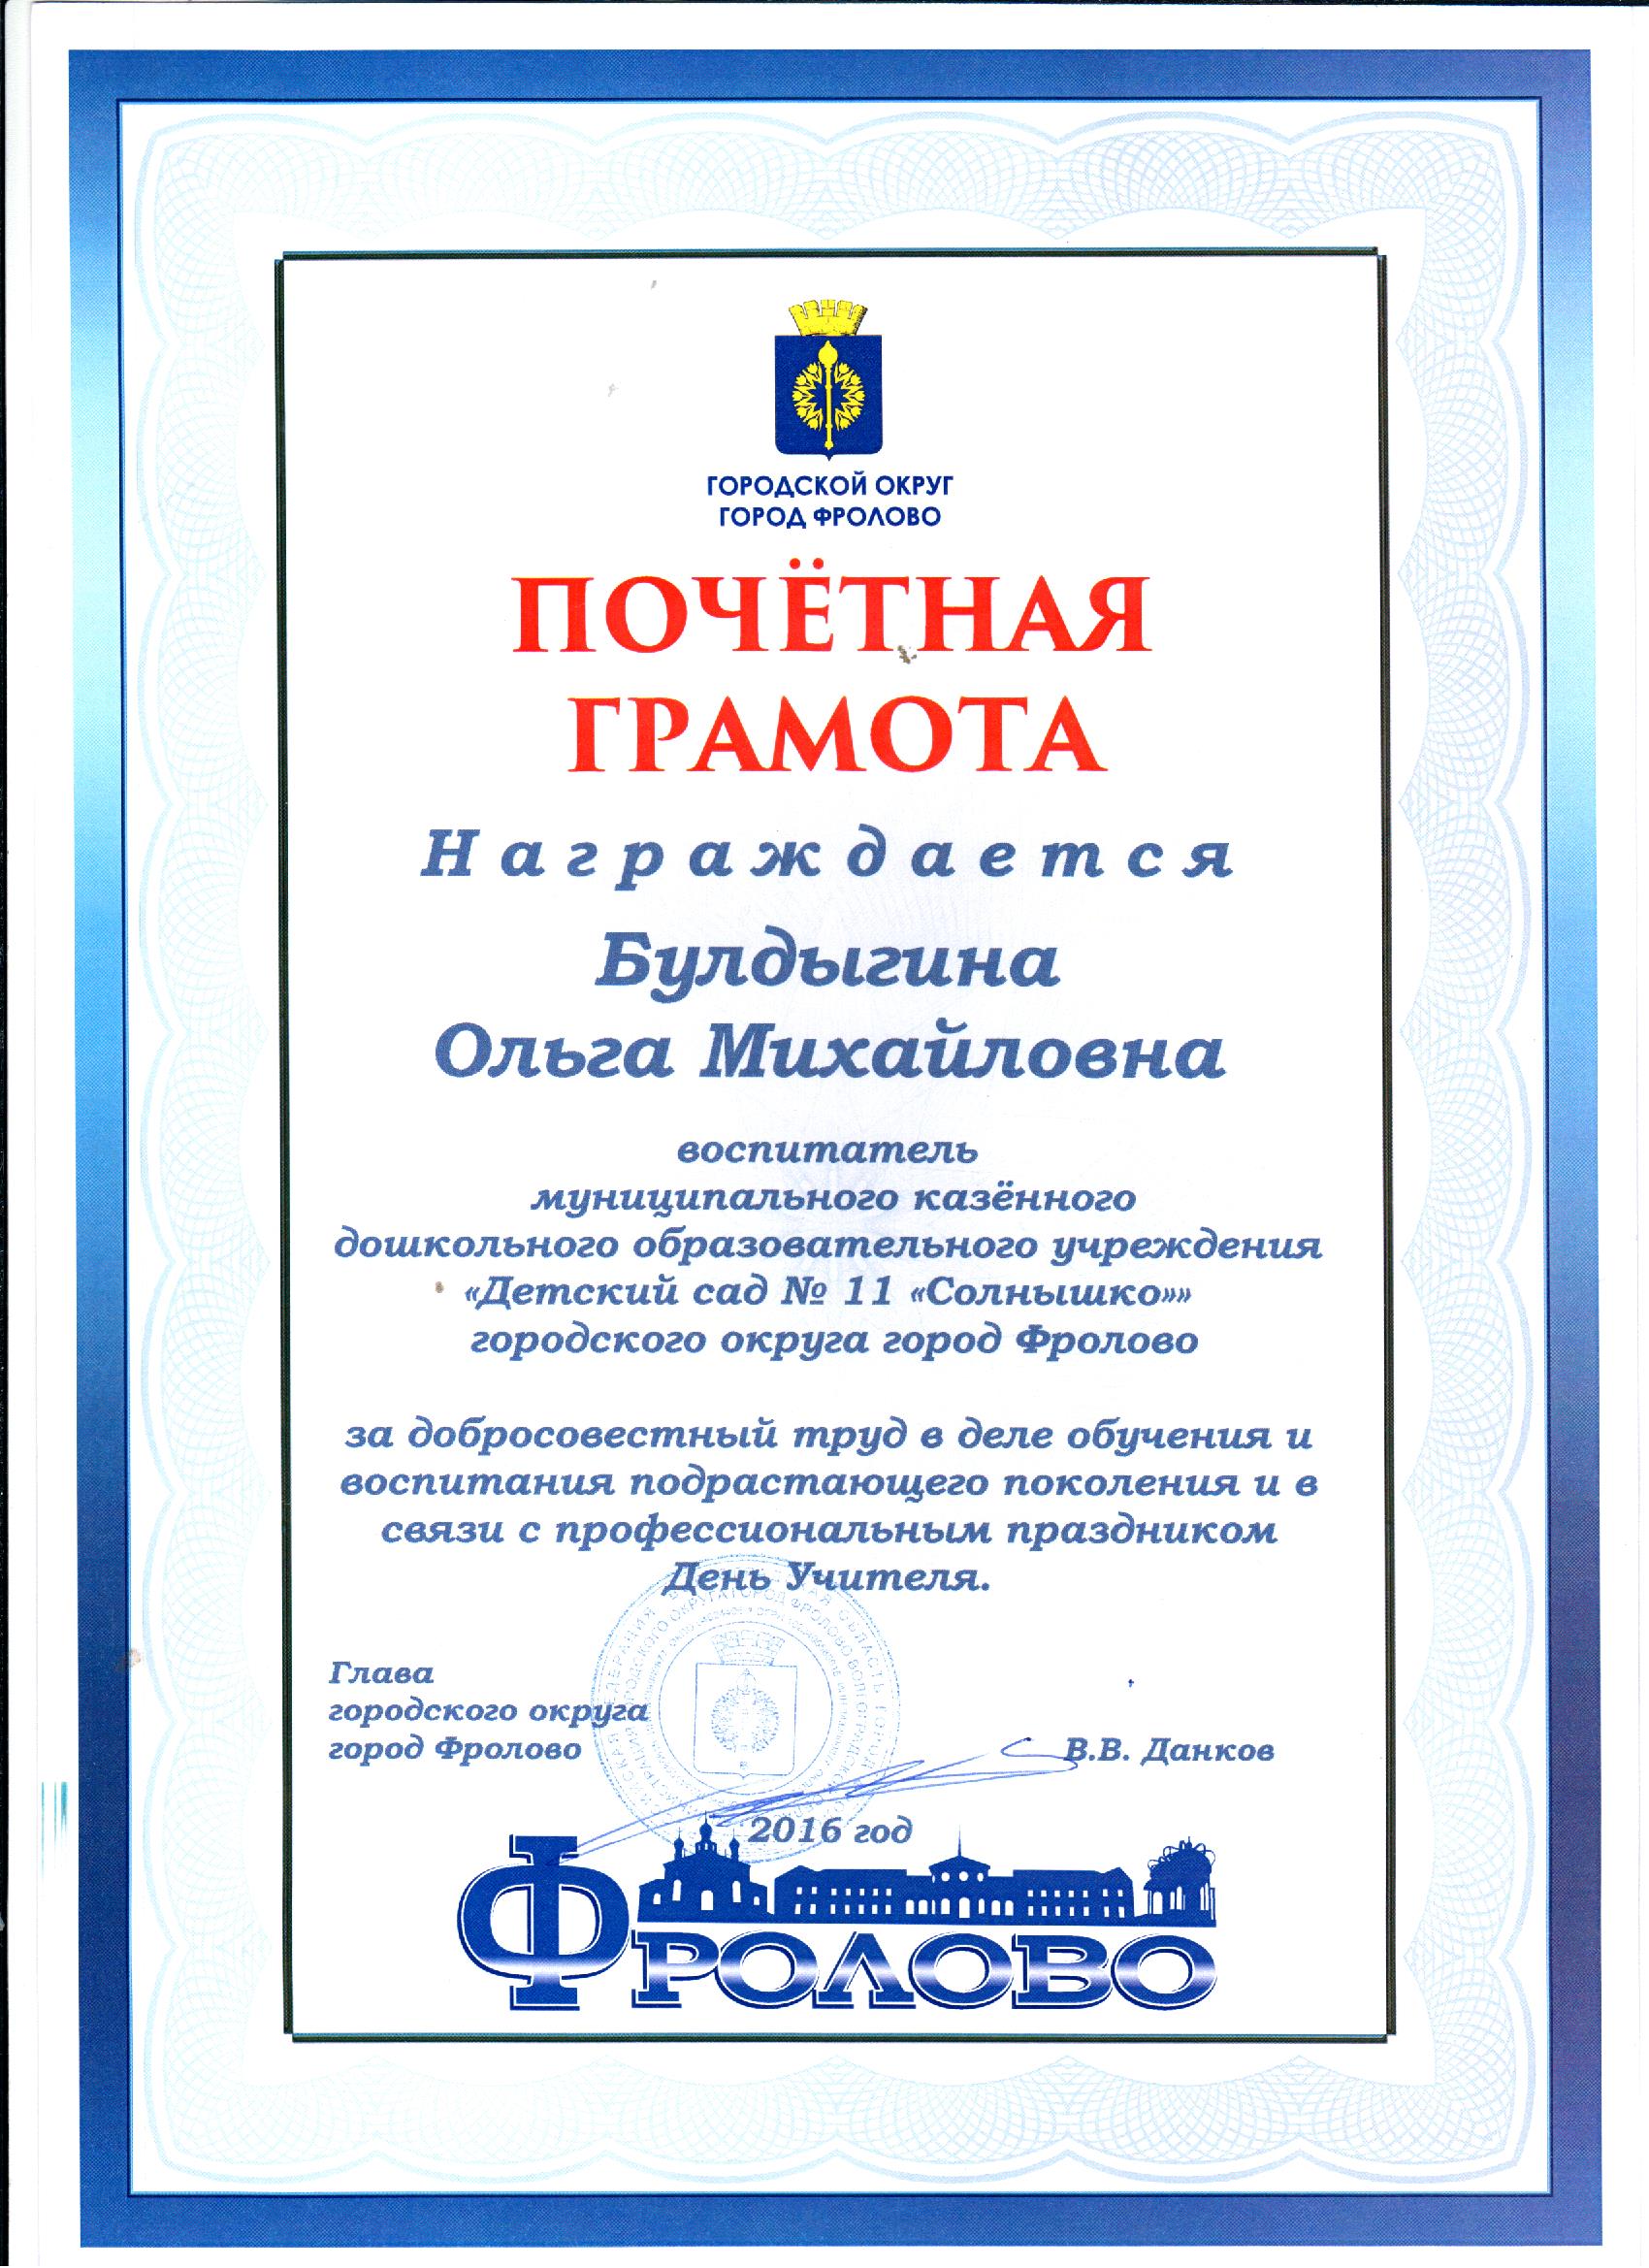 ГОРОДСКОЙ ОКРУГ
ГОРОД ФРОЛОВО
ПОЧЁТНАЯ
ГРАМОТА
Награждается
Булдыгина
Ольга Михайловна
воспитатель
муниципального казённого
дошкольного образовательного учреждения
«Детский сад № 11 «Солнышко»»
городского округа город Фролово
за добросовестный труд в деле обучения и
воспитания подрастающего поколения и в
связи с профессиональным праздником
День Учителя.
Глава
городского округа
город Фролово
В.В. Данков
2016 год
ФРОЛОВО